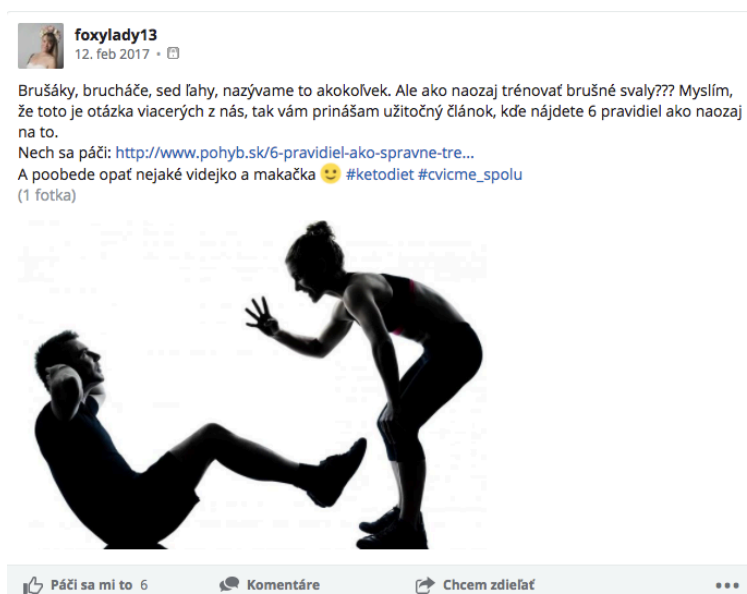 foxylady13
12. feb 2017 •
Brušáky, brucháče, sed ľahy, nazývame to akokoľvek. Ale ako naozaj trénovať brušné svaly??? Myslím,
že toto je otázka viacerých z nás, tak vám prinášam užitočný článok, kďe nájdete 6 pravidiel ako naozaj
na to.
Nech sa páči: http://www.pohyb.sk/6-pravidiel-ako-spravne-tre...
A poobede opať nejaké videjko a makačka 🙂 #ketodiet #cvicme_spolu
(1 fotka)
Páči sa mi to 6 Komentáre Chcem zdieľať